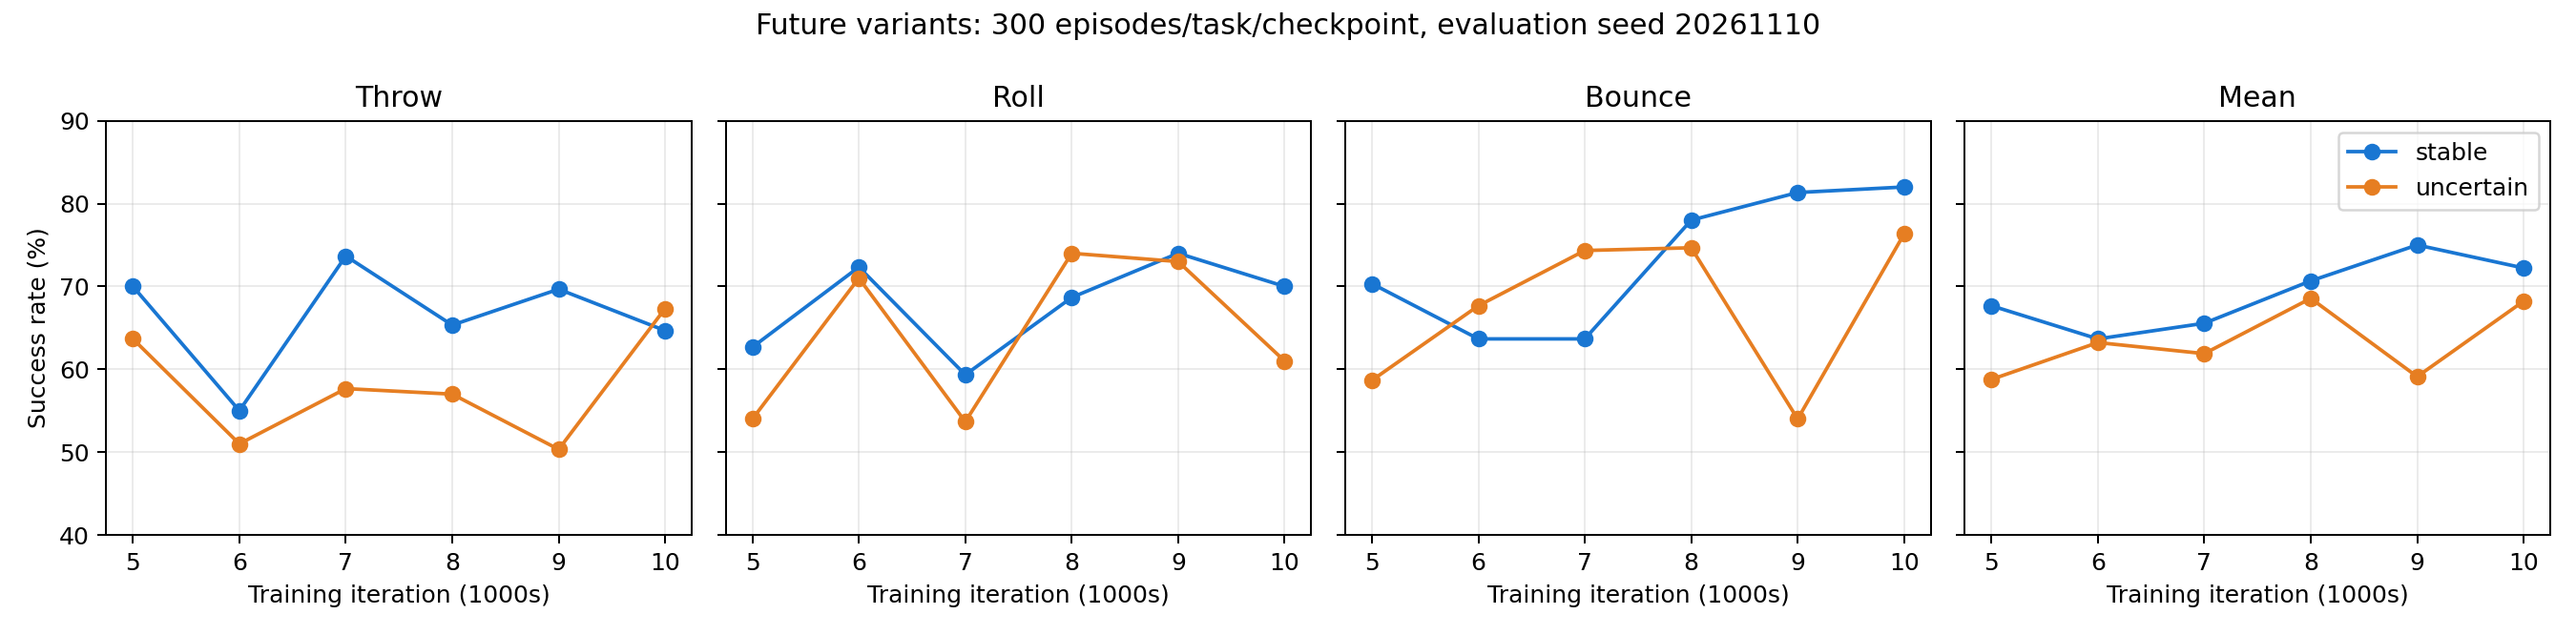 Future variants: 300 episodes/task/checkpoint, evaluation seed 20261110
Throw
Roll
Bounce
Mean
Success rate (%)
90
80
70
60
50
40
stable
uncertain
5 6 7 8 9 10
5 6 7 8 9 10
5 6 7 8 9 10
5 6 7 8 9 10
Training iteration (1000s)
Training iteration (1000s)
Training iteration (1000s)
Training iteration (1000s)